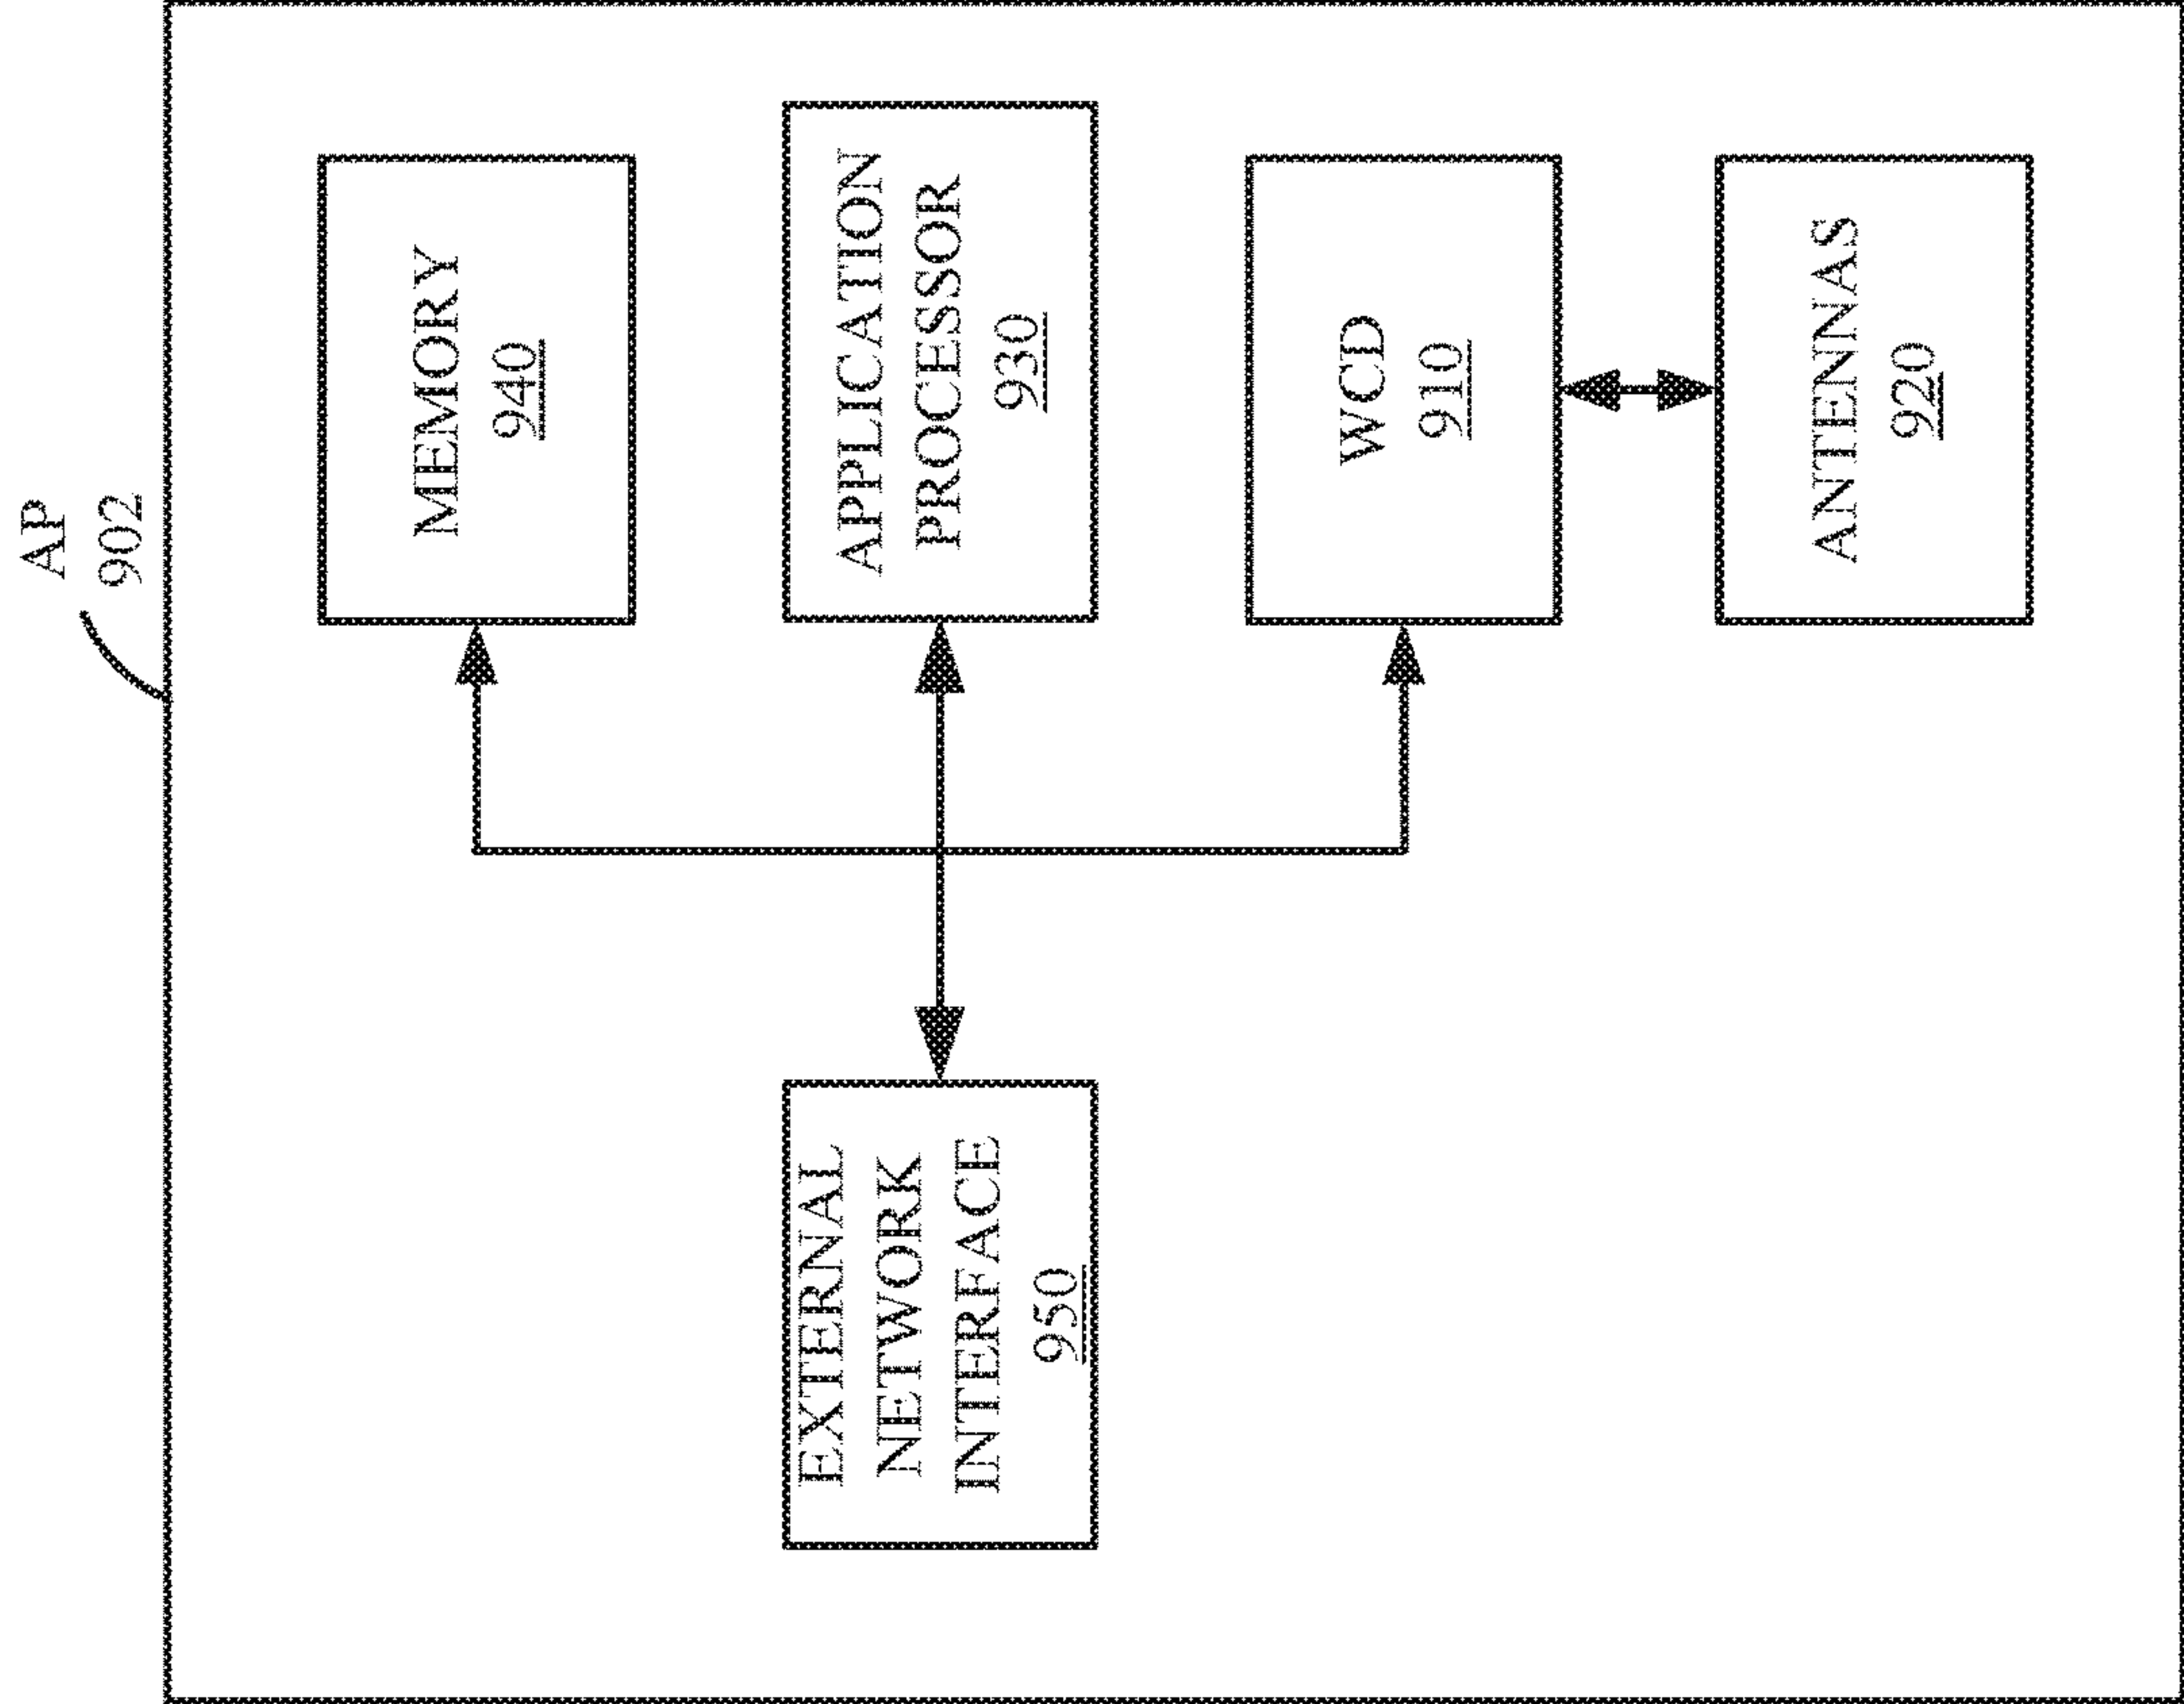 AP
902
MEMORY
940
APPLICATION
PROCESSOR
930
WCD
910
ANTENNAS
920
EXTERNAL
NETWORK
INTERFACE
950